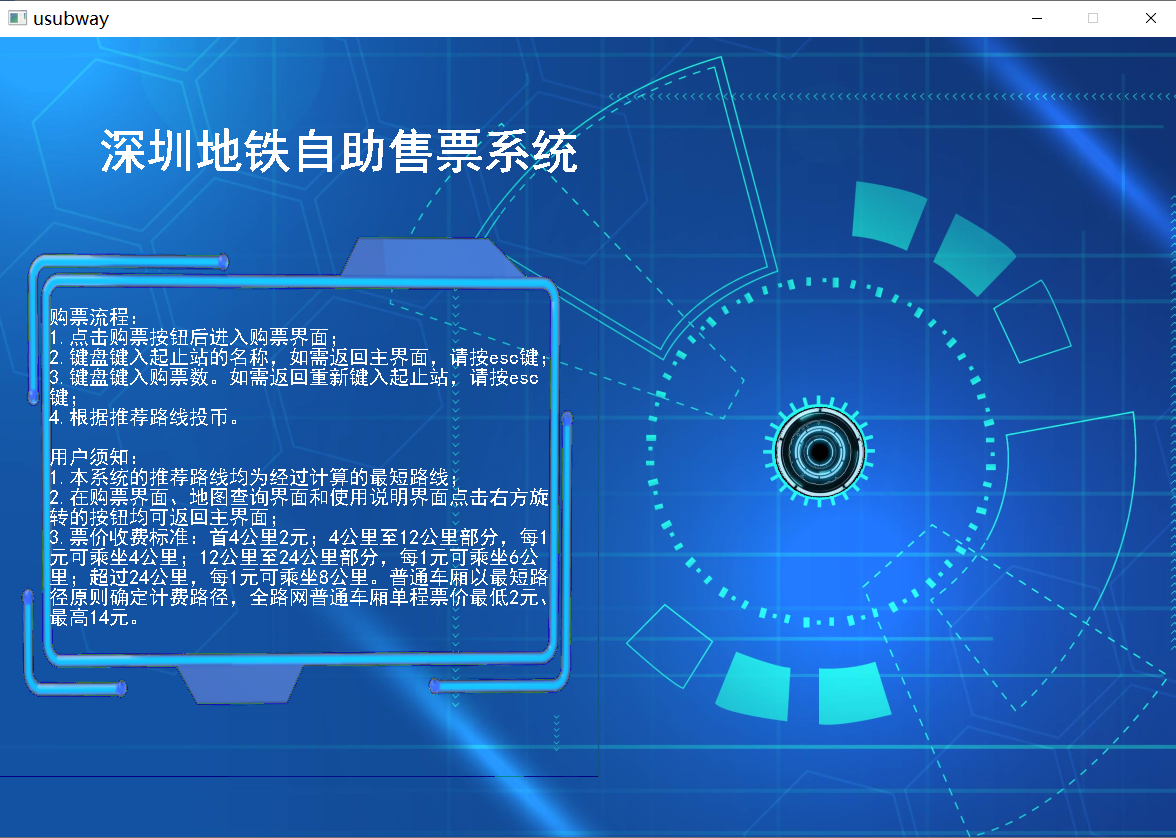 usubway
深圳地铁自助售票系统
购票流程：
1.点击购票按钮后进入购票界面；
2.键盘键入起止站的名称，如需返回主界面，请按esc键；
3.键盘键入购票数。如需返回重新键入起止站，请按esc
键；
4.根据推荐路线投币。
用户须知：
1.本系统的推荐路线均为经过计算的最短路线；
2.在购票界面、地图查询界面和使用说明界面点击右方旋
转的按钮均可返回主界面；
3.票价收费标准：首4公里2元；4公里至12公里部分，每1
元可乘坐4公里；12公里至24公里部分，每1元可乘坐6公
里；超过24公里，每1元可乘坐8公里。普通车厢以最短路
径原则确定计费路径，全路网普通车厢单程票价最低2元、
最高14元。